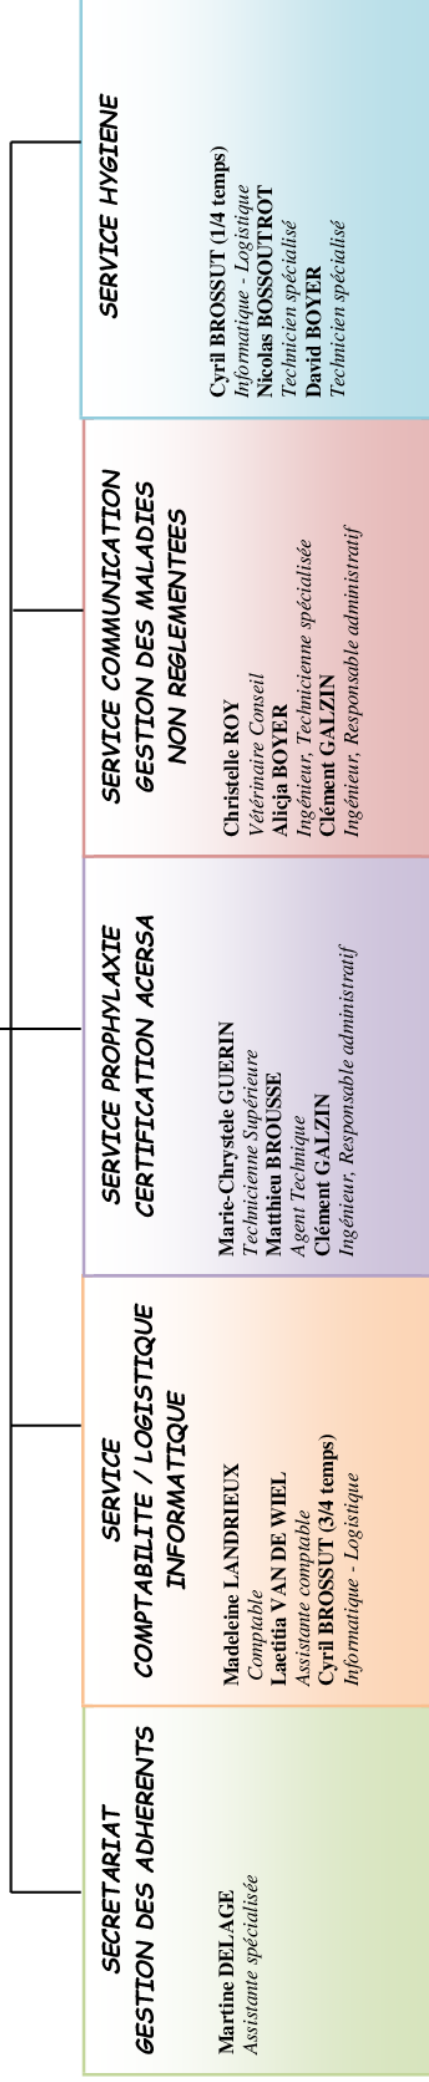 SECRETARIAT
GESTION DES ADHERENTS
Martine DELAGE
Assistante spécialisée
SERVICE
COMPTABILITE / LOGISTIQUE
INFORMATIQUE
Madeleine LANDRIEUX
Comptable
Laetitia VAN DE WIEL
Assistante comptable
Cyril BROSSUT (3/4 temps)
Informatique - Logistique
SERVICE PROPHYLAXIE
CERTIFICATION ACERSA
Marie-Chrystele GUERIN
Technicienne Supérieure
Matthieu BROUSSE
Agent Technique
Clément GALZIN
Ingénieur, Responsable administratif
SERVICE COMMUNICATION
GESTION DES MALADIES
NON REGLEMENTEES
Christelle ROY
Vétérinaire Conseil
Alicja BOYER
Ingénieur, Technicienne spécialisée
Clément GALZIN
Ingénieur, Responsable administratif
SERVICE HYGIENE
Cyril BROSSUT (1/4 temps)
Informatique - Logistique
Nicolas BOSSOUTROT
Technicien spécialisé
David BOYER
Technicien spécialisé